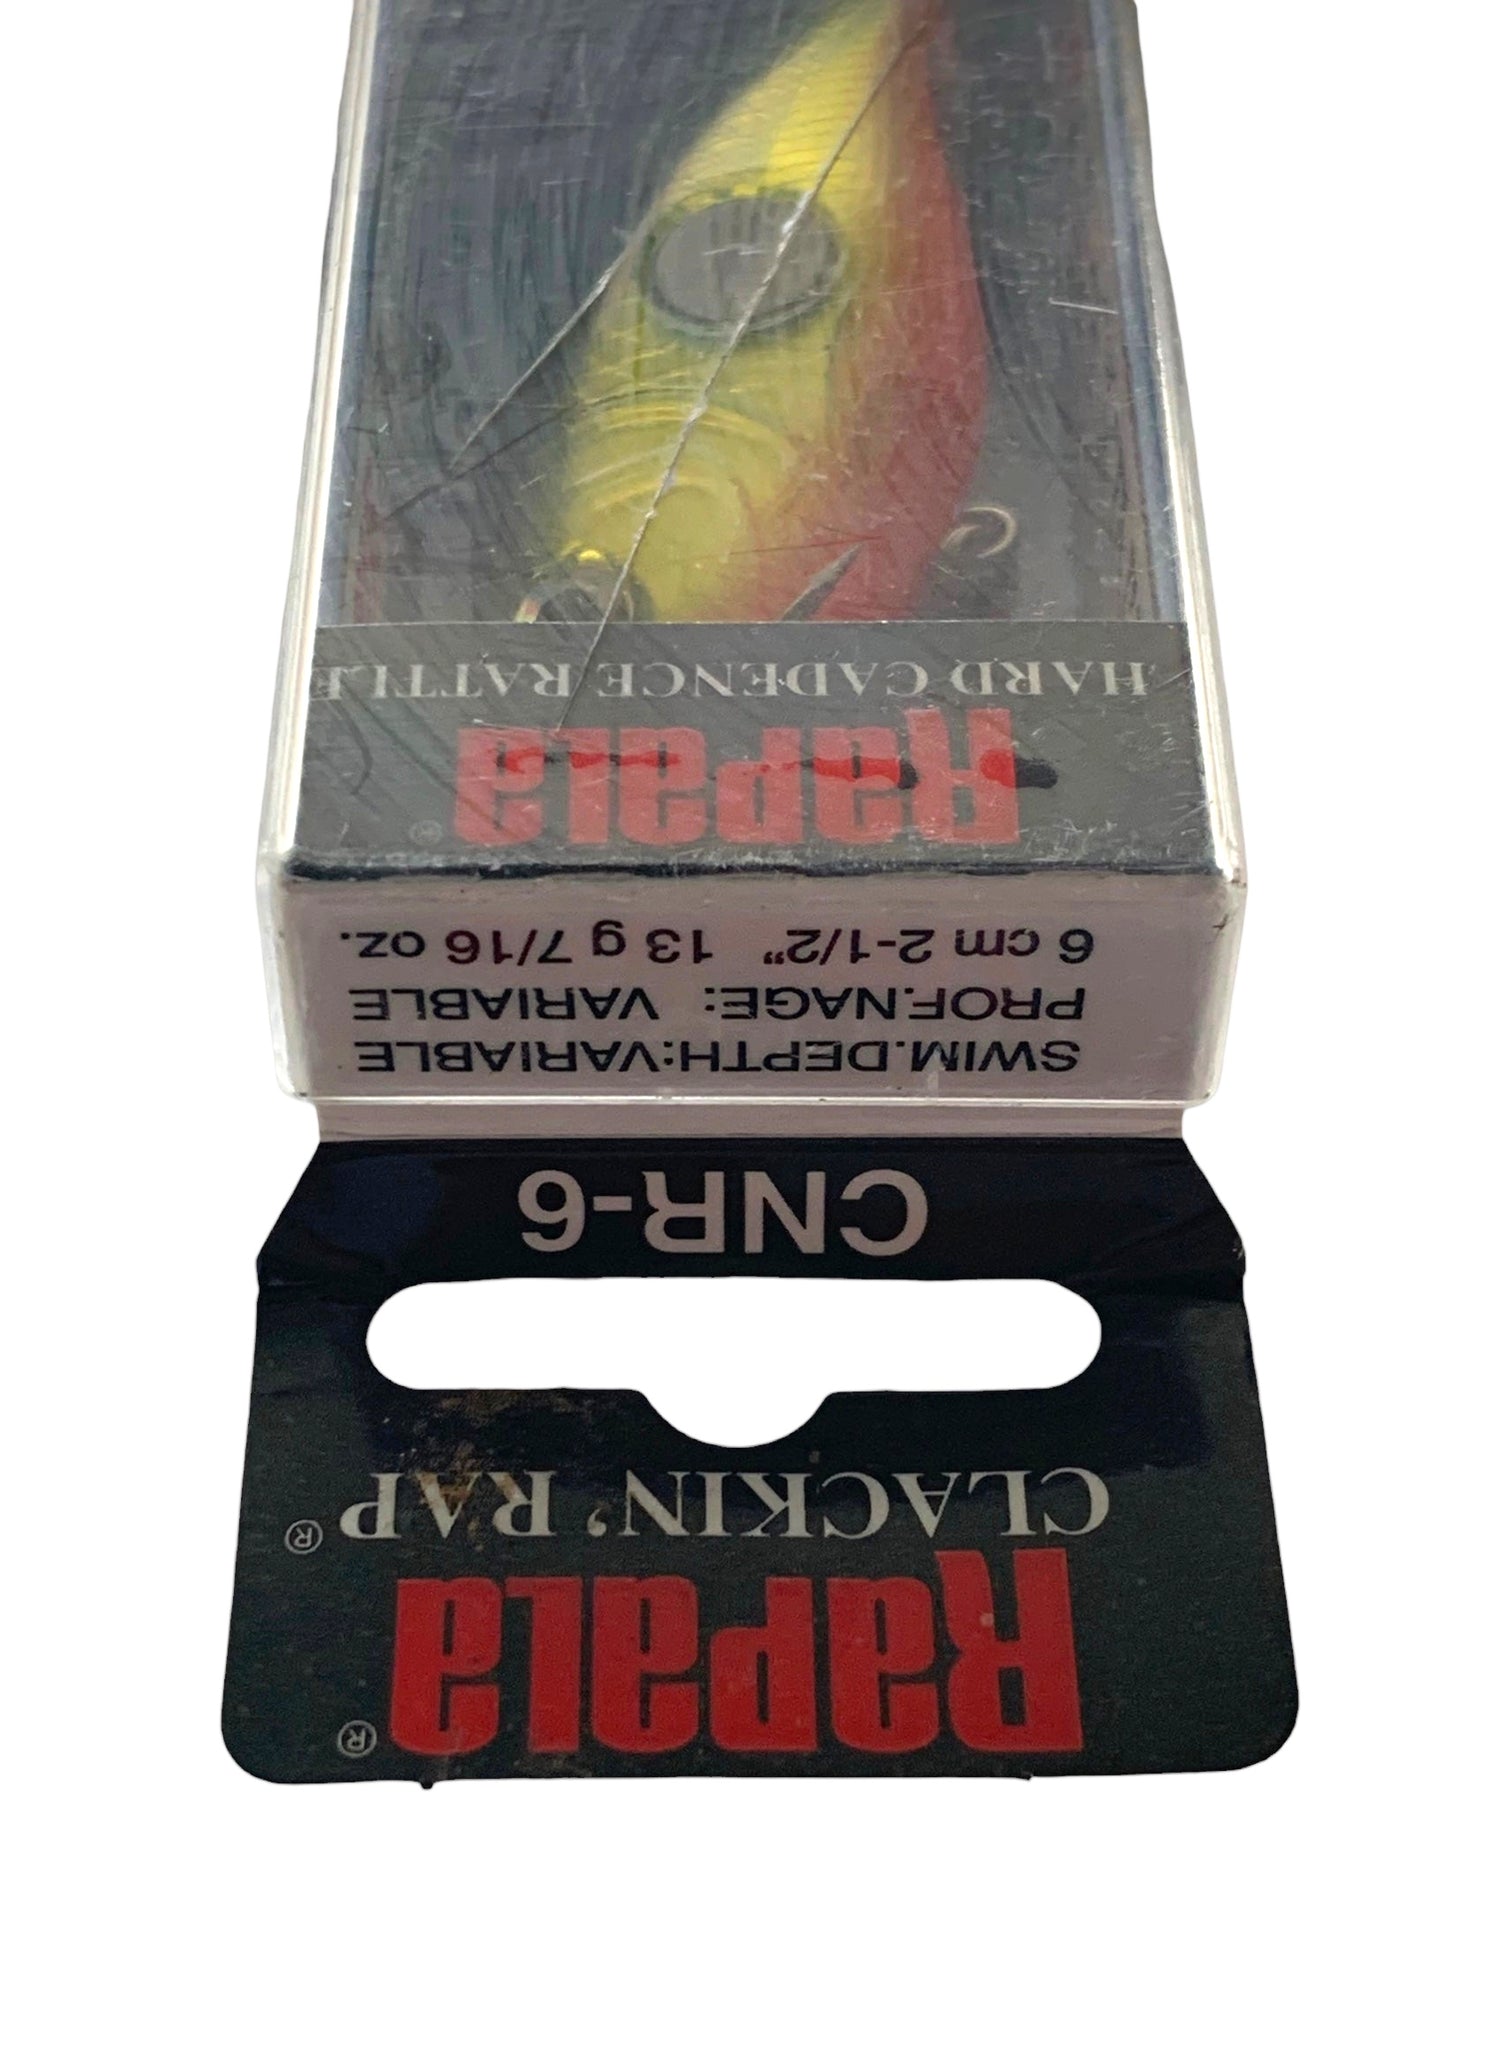 Rapala®
CLACKIN' RAP®
CNR-6
SWIM.DEPTH:VARIABLE
PROF.NAGE: VARIABLE
6 cm 2-1/2” 13 g 7/16 oz.
Rapala®
HARD CADENCE RATTLE